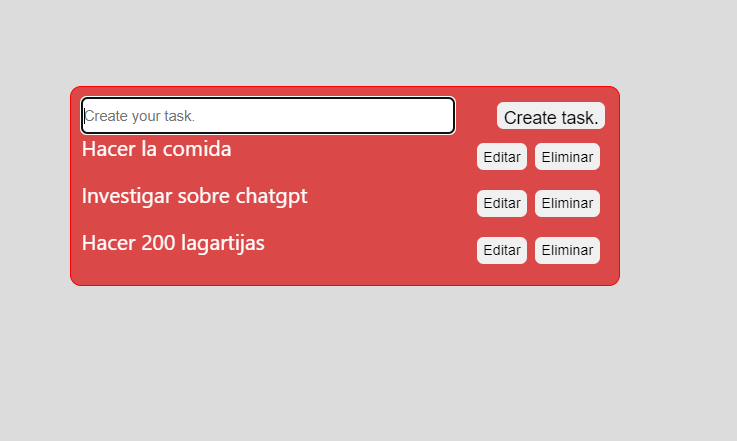 Create your task. Create task.
Hacer la comida Editar Eliminar
Investigar sobre chatgpt Editar Eliminar
Hacer 200 lagartijas Editar Eliminar